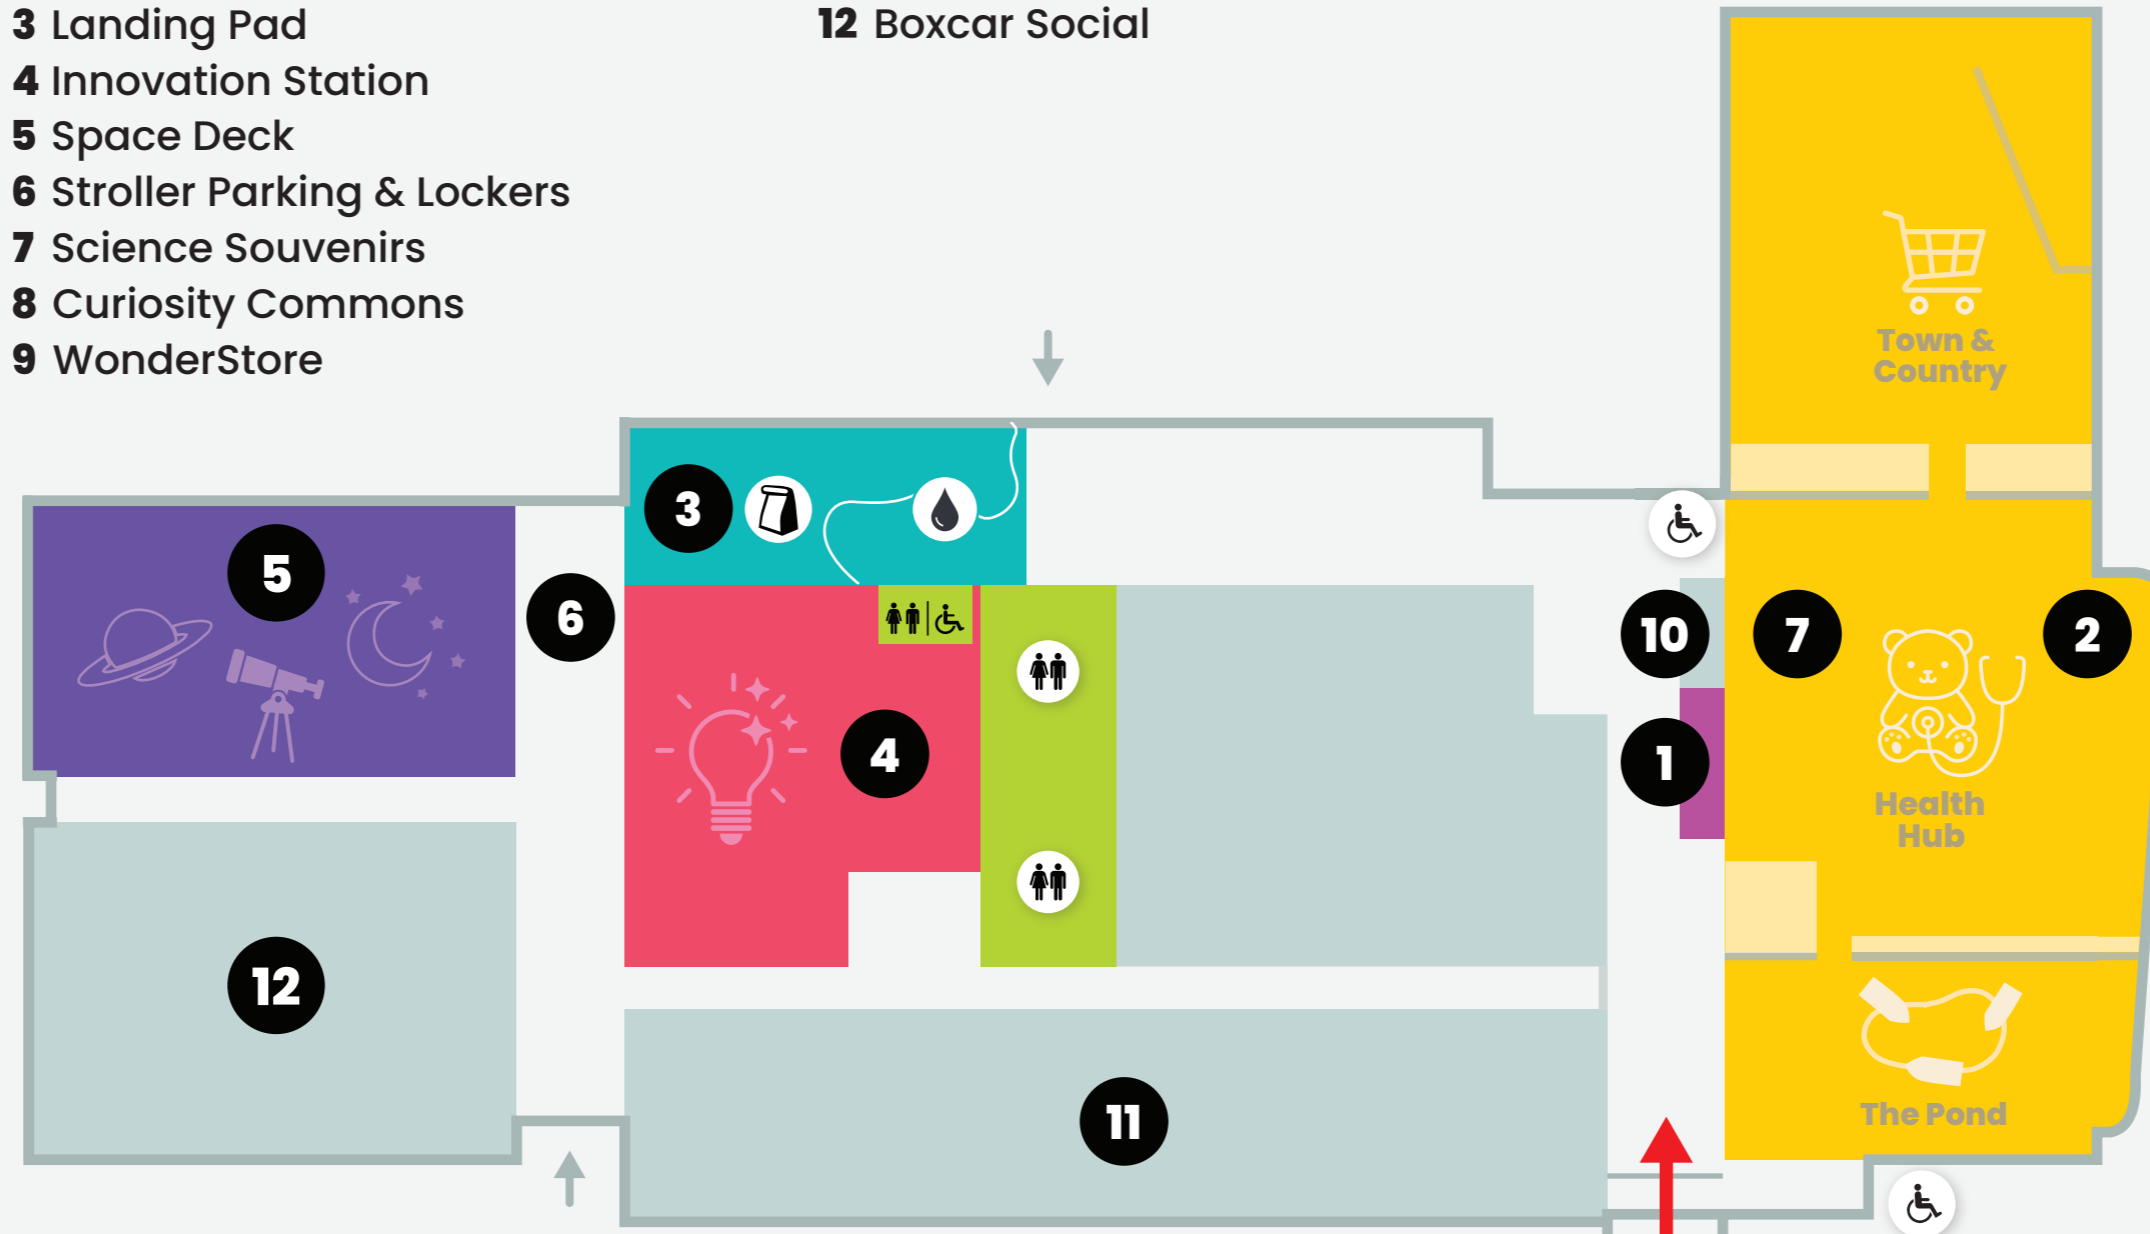 3 Landing Pad
4 Innovation Station
5 Space Deck
6 Stroller Parking & Lockers
7 Science Souvenirs
8 Curiosity Commons
9 WonderStore
12 Boxcar Social
Town &
Country
3
5
6
10
7
2
4
1
Health
Hub
12
11
The Pond